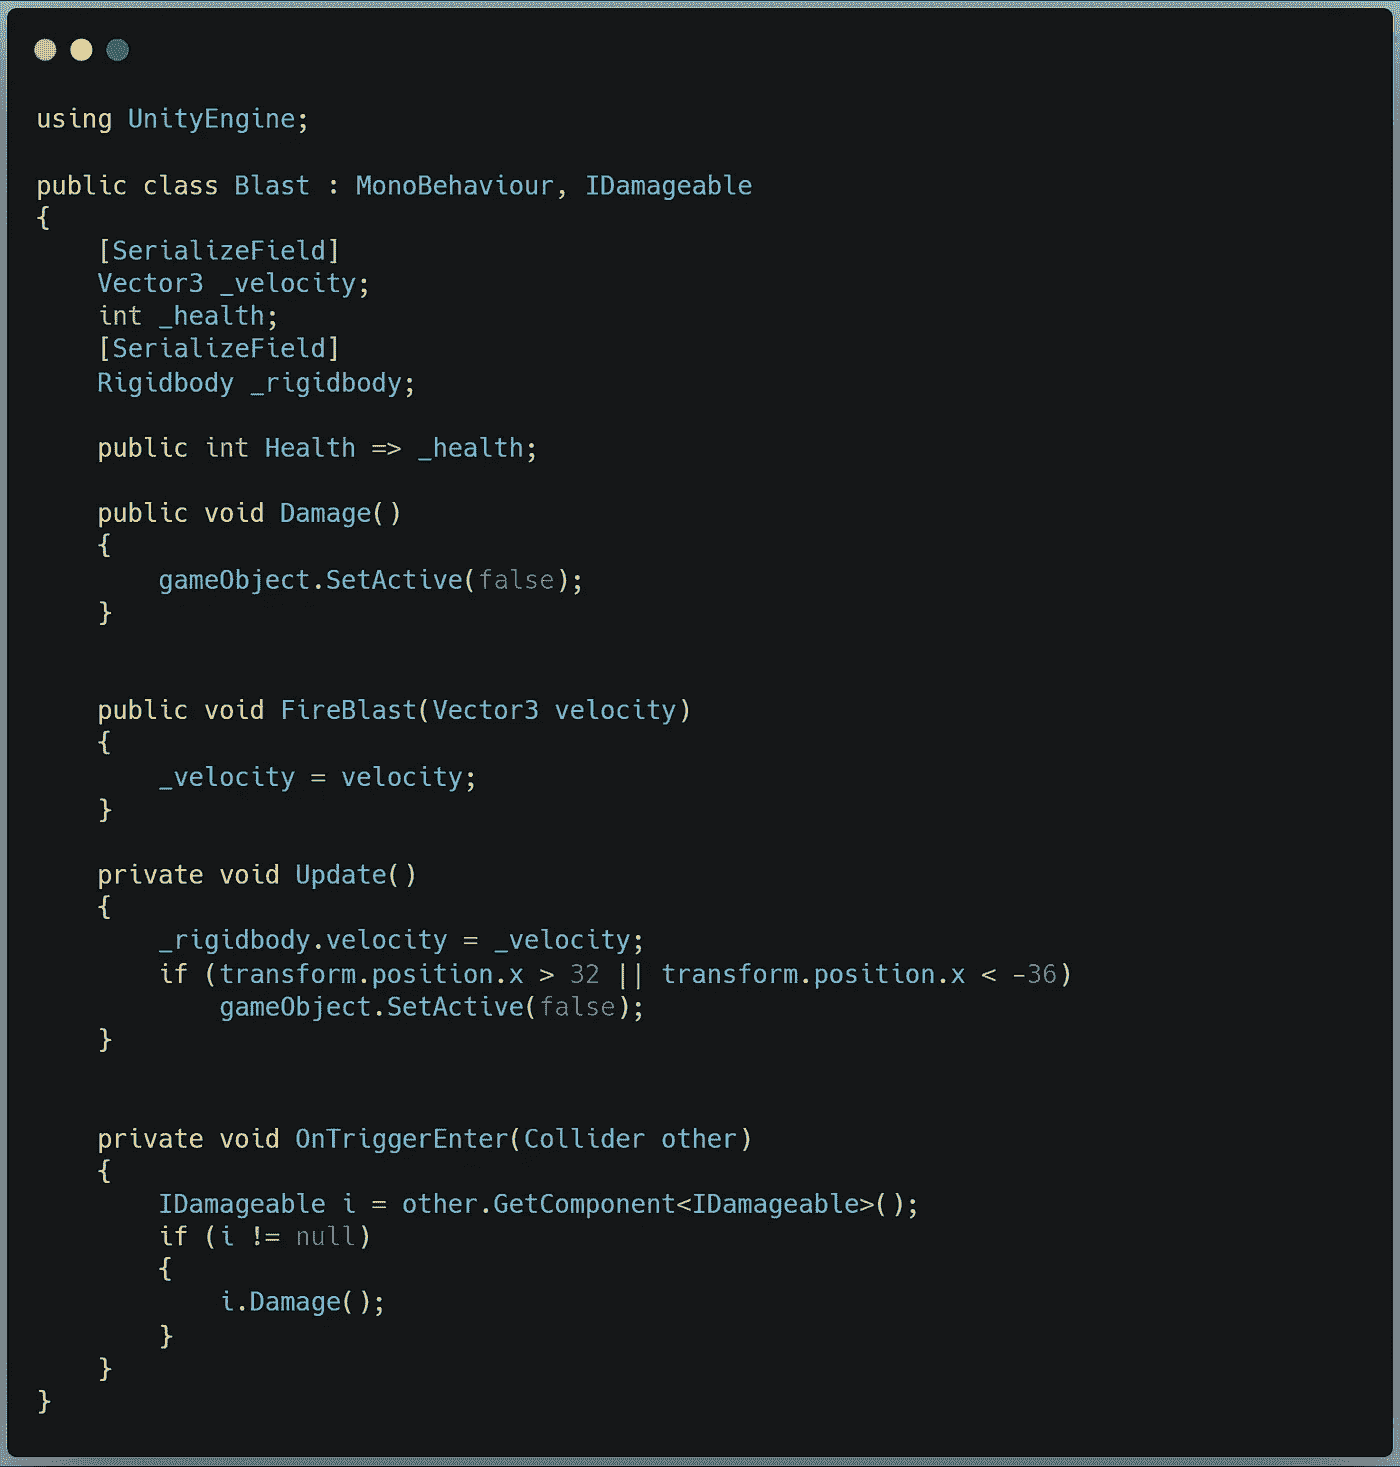 using UnityEngine;

public class Blast : MonoBehaviour, IDamageable
{
    [SerializeField]
    Vector3 _velocity;
    int _health;
    [SerializeField]
    Rigidbody _rigidbody;

    public int Health => _health;

    public void Damage()
    {
        gameObject.SetActive(false);
    }


    public void FireBlast(Vector3 velocity)
    {
        _velocity = velocity;
    }

    private void Update()
    {
        _rigidbody.velocity = _velocity;
        if (transform.position.x > 32 || transform.position.x < -36)
            gameObject.SetActive(false);
    }


    private void OnTriggerEnter(Collider other)
    {
        IDamageable i = other.GetComponent<IDamageable>();
        if (i != null)
        {
            i.Damage();
        }
    }
}